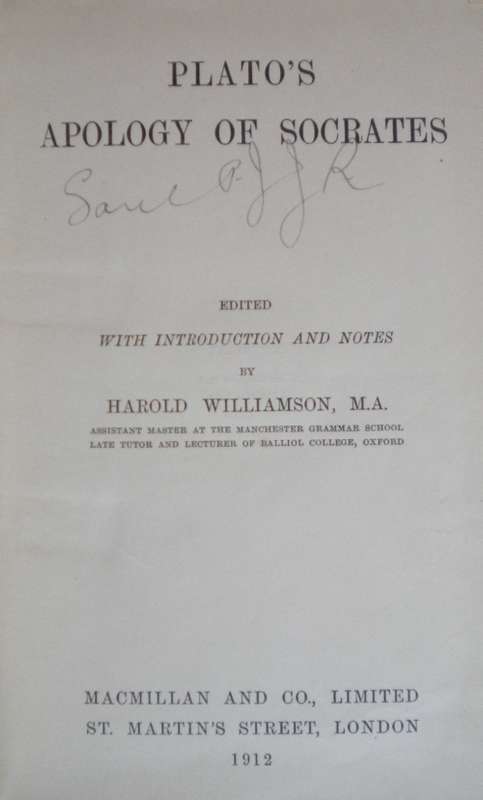 PLATO'S
APOLOGY OF SOCRATES
EDITED
WITH INTRODUCTION AND NOTES
BY
HAROLD WILLIAMSON, M.A.
ASSISTANT MASTER AT THE MANCHESTER GRAMMAR SCHOOL
LATE TUTOR AND LECTURER OF BALLIOL COLLEGE, OXFORD
MACMILLAN AND CO., LIMITED
ST. MARTIN'S STREET, LONDON
1912